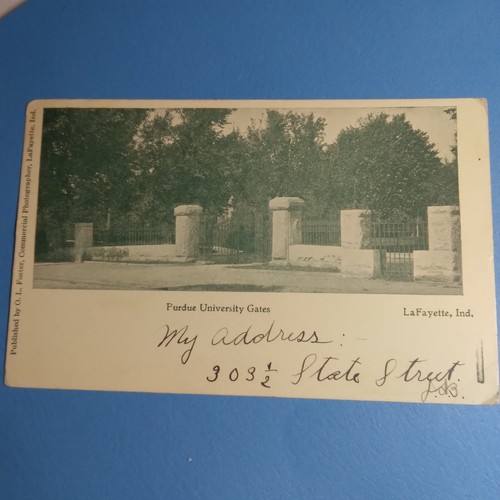 Published by O. L. Foster, Commercial Photographer, LaFayette, Ind.
Purdue University Gates
LaFayette, Ind.
My address :-
303½ State Street.